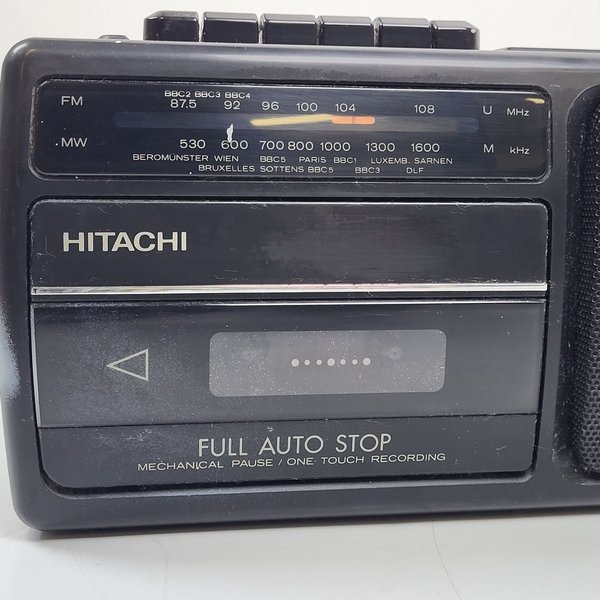 BBC2 BBC3 BBC4
FM 87.5 92 96 100 104 108 U MHz
MW 530 600 700 800 1000 1300 1600 M kHz
BEROMÜNSTER WIEN BBC5 PARIS BBC1 LUXEMB. SARNEN
BRUXELLES SOTTENS BBC5 BBC3 DLF
HITACHI
FULL AUTO STOP
MECHANICAL PAUSE / ONE TOUCH RECORDING